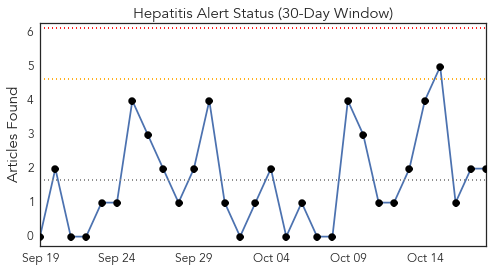 Hepatitis Alert Status (30-Day Window)
Articles Found
6
5
4
3
2
1
0
Sep 19 Sep 24 Sep 29 Oct 04 Oct 09 Oct 14